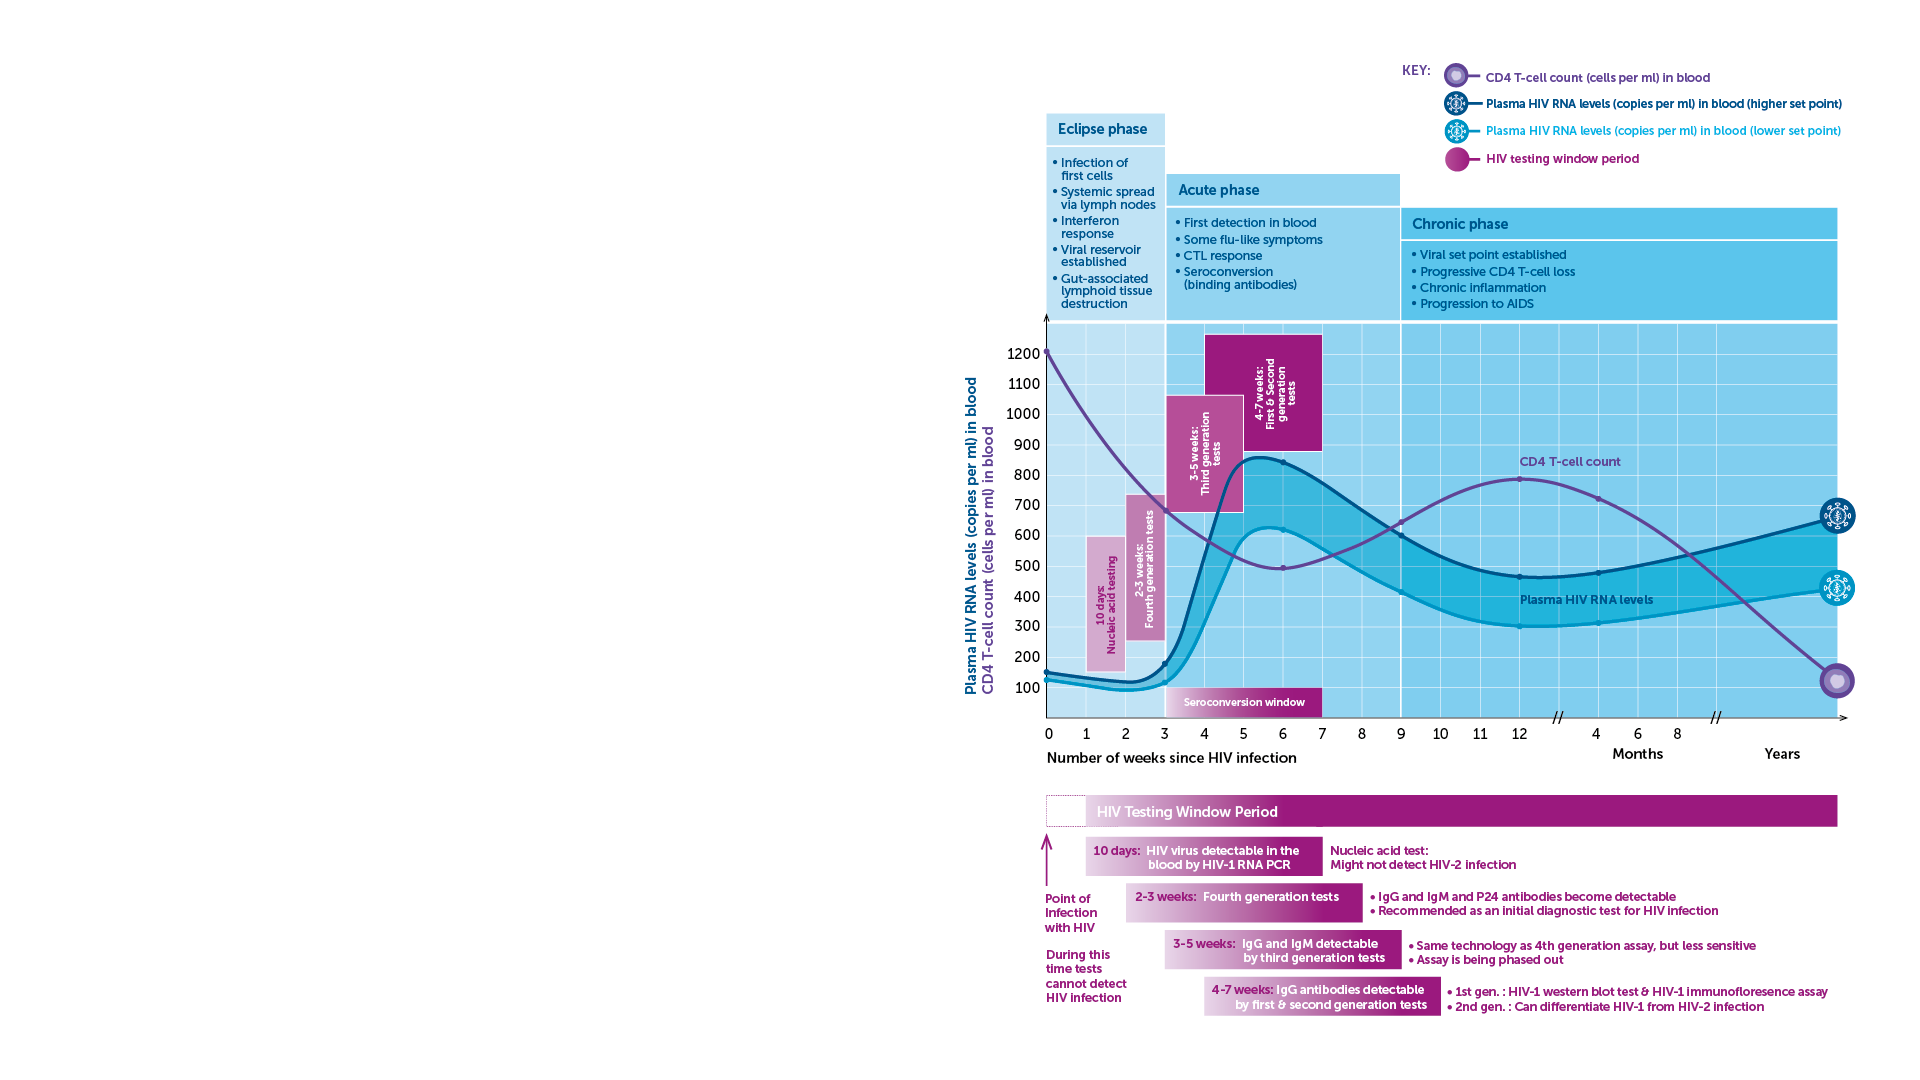 KEY:
CD4 T-cell count (cells per ml) in blood
Plasma HIV RNA levels (copies per ml) in blood (higher set point)
Plasma HIV RNA levels (copies per ml) in blood (lower set point)
HIV testing window period
Eclipse phase
• Infection of
first cells
• Systemic spread
via lymph nodes
• Interferon
response
• Viral reservoir
established
• Gut-associated
lymphoid tissue
destruction
Acute phase
• First detection in blood
• Some flu-like symptoms
• CTL response
• Seroconversion
(binding antibodies)
Chronic phase
• Viral set point established
• Progressive CD4 T-cell loss
• Chronic inflammation
• Progression to AIDS
Plasma HIV RNA levels (copies per ml) in blood
CD4 T-cell count (cells per ml) in blood
1200
1100
1000
900
800
700
600
500
400
300
200
100
10 days:
Nucleic acid testing
2-3 weeks:
Fourth generation tests
3-5 weeks:
Third generation
tests
4-7 weeks:
First & Second
generation
tests
CD4 T-cell count
Plasma HIV RNA levels
Seroconversion window
0 1 2 3 4 5 6 7 8 9 10 11 12 // 4 6 8 //
Months
Years
Number of weeks since HIV infection
HIV Testing Window Period
10 days: HIV virus detectable in the
blood by HIV-1 RNA PCR
Nucleic acid test:
Might not detect HIV-2 infection
2-3 weeks: Fourth generation tests
• IgG and IgM and P24 antibodies become detectable
• Recommended as an initial diagnostic test for HIV infection
3-5 weeks: IgG and IgM detectable
by third generation tests
• Same technology as 4th generation assay, but less sensitive
• Assay is being phased out
4-7 weeks: IgG antibodies detectable
by first & second generation tests
• 1st gen. : HIV-1 western blot test & HIV-1 immunofloresence assay
• 2nd gen. : Can differentiate HIV-1 from HIV-2 infection
Point of
Infection
with HIV
During this
time tests
cannot detect
HIV infection